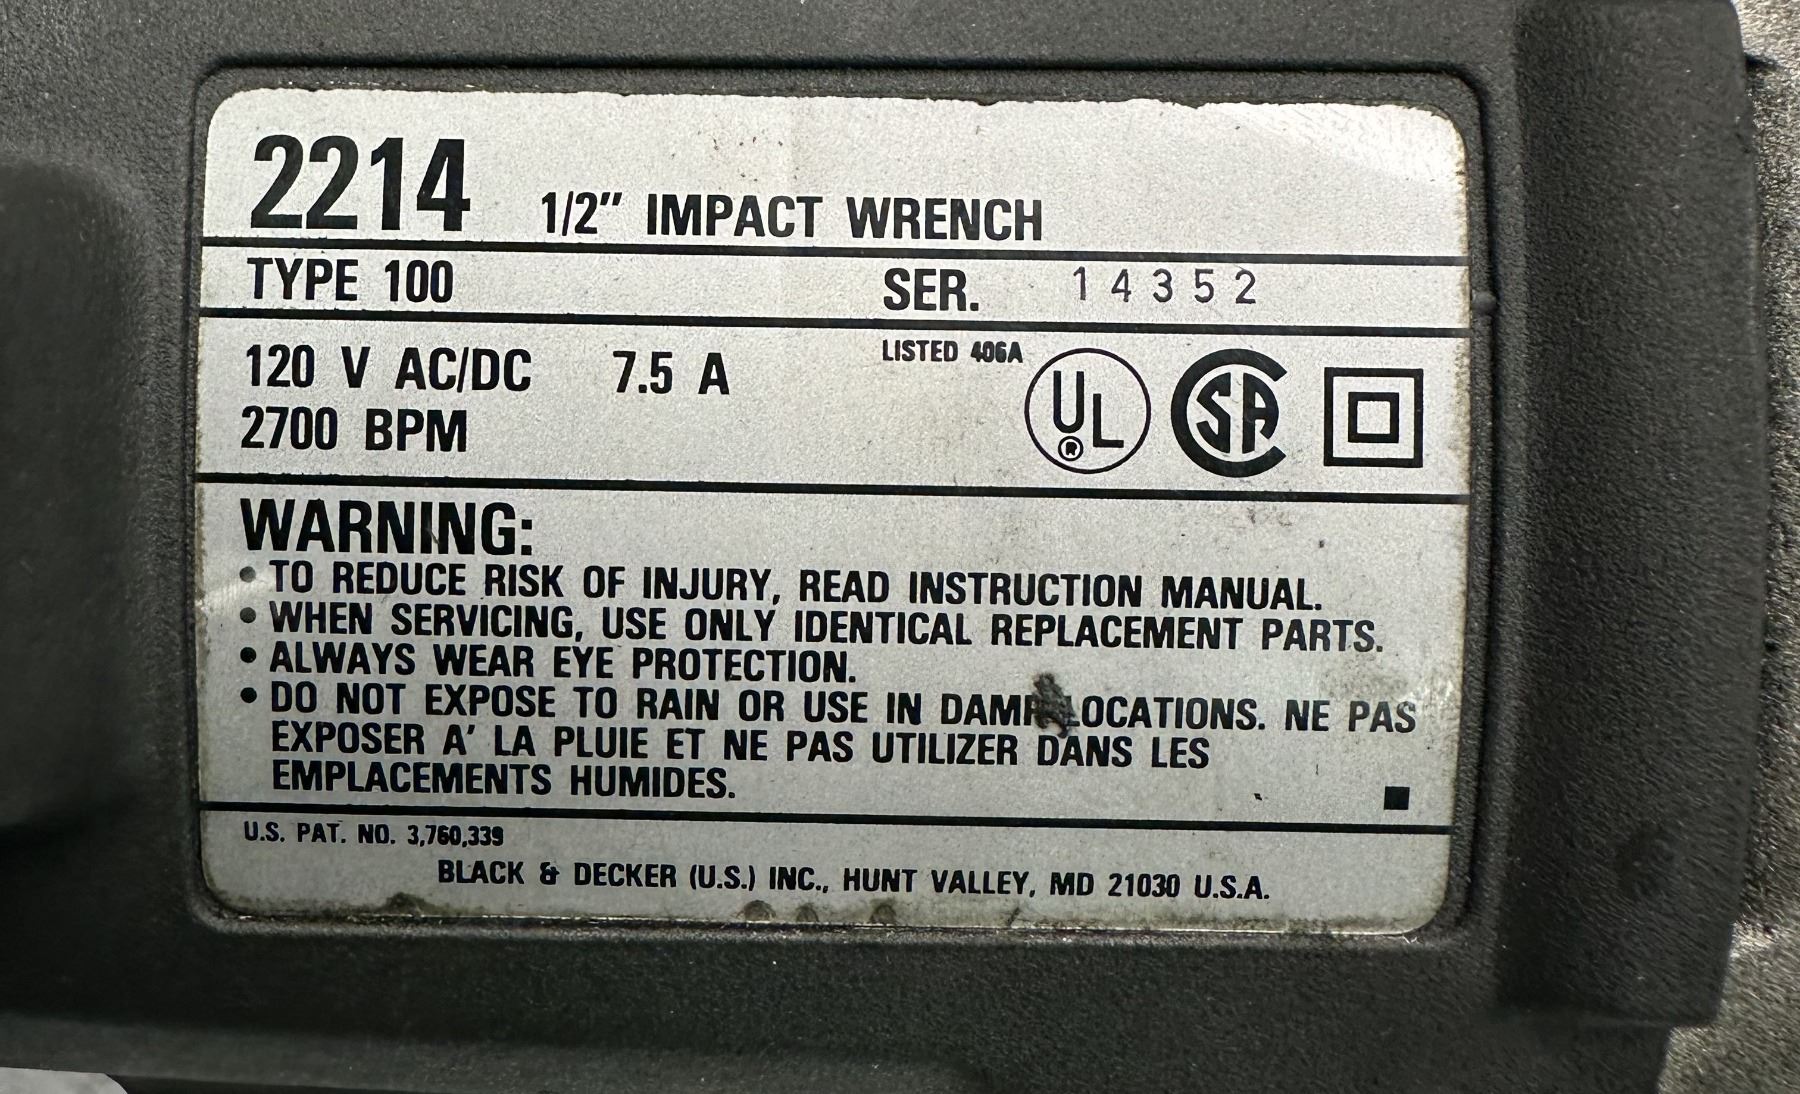 2214 1/2" IMPACT WRENCH
TYPE 100 SER. 14352
LISTED 406A
120 V AC/DC 7.5 A
2700 BPM
UL ® CSA
WARNING:
• TO REDUCE RISK OF INJURY, READ INSTRUCTION MANUAL.
• WHEN SERVICING, USE ONLY IDENTICAL REPLACEMENT PARTS.
• ALWAYS WEAR EYE PROTECTION.
• DO NOT EXPOSE TO RAIN OR USE IN DAMP LOCATIONS. NE PAS
EXPOSER A' LA PLUIE ET NE PAS UTILIZER DANS LES
EMPLACEMENTS HUMIDES.
U.S. PAT. NO. 3,760,339
BLACK & DECKER (U.S.) INC., HUNT VALLEY, MD 21030 U.S.A.